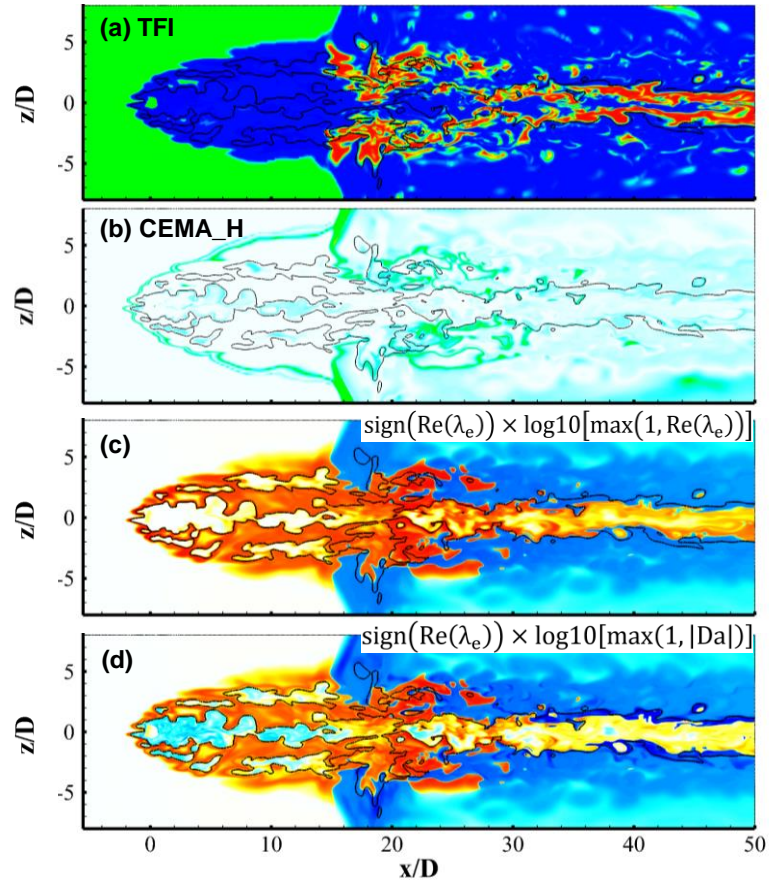 (a) TFI
z/D
5
0
-5
(b) CEMA_H
z/D
5
0
-5
(c)
sign(Re(λₑ)) × log10[max(1, Re(λₑ))]
z/D
5
0
-5
(d)
sign(Re(λₑ)) × log10[max(1, |Da|)]
z/D
5
0
-5
0 10 20 30 40 50
x/D